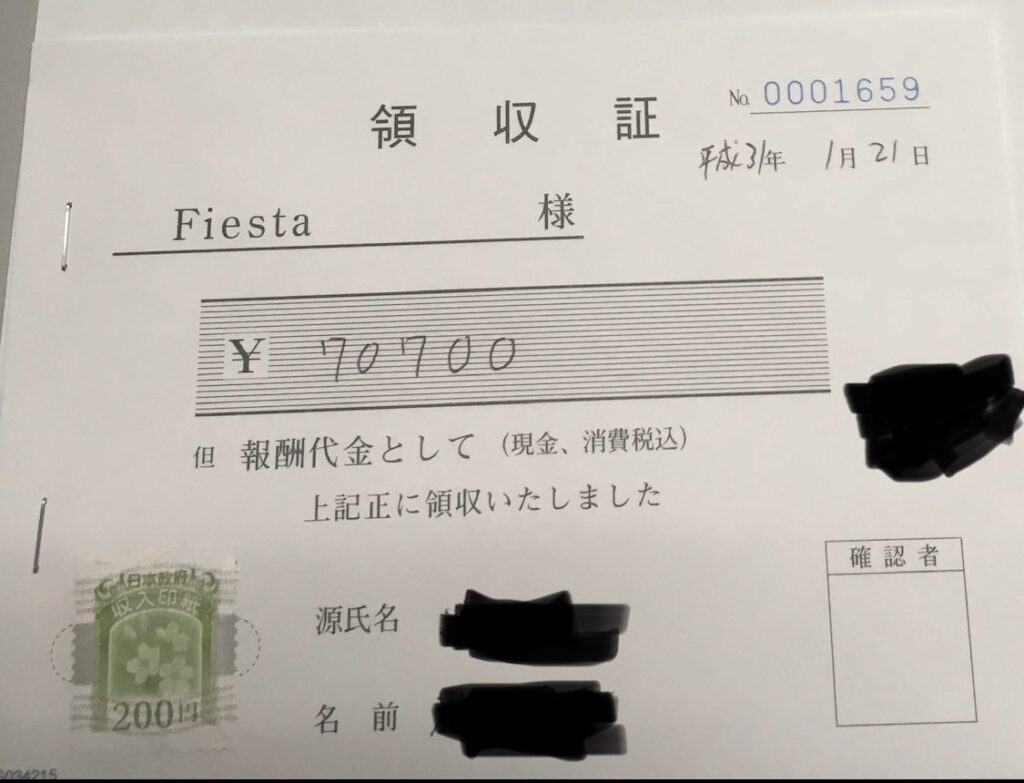 領収証
No. 0001659
平成31年 1月21日
Fiesta 様
¥ 70700
但 報酬代金として（現金、消費税込）
上記正に領収いたしました
確認者
日本政府
収入印紙
200円
源氏名
名前
S034215